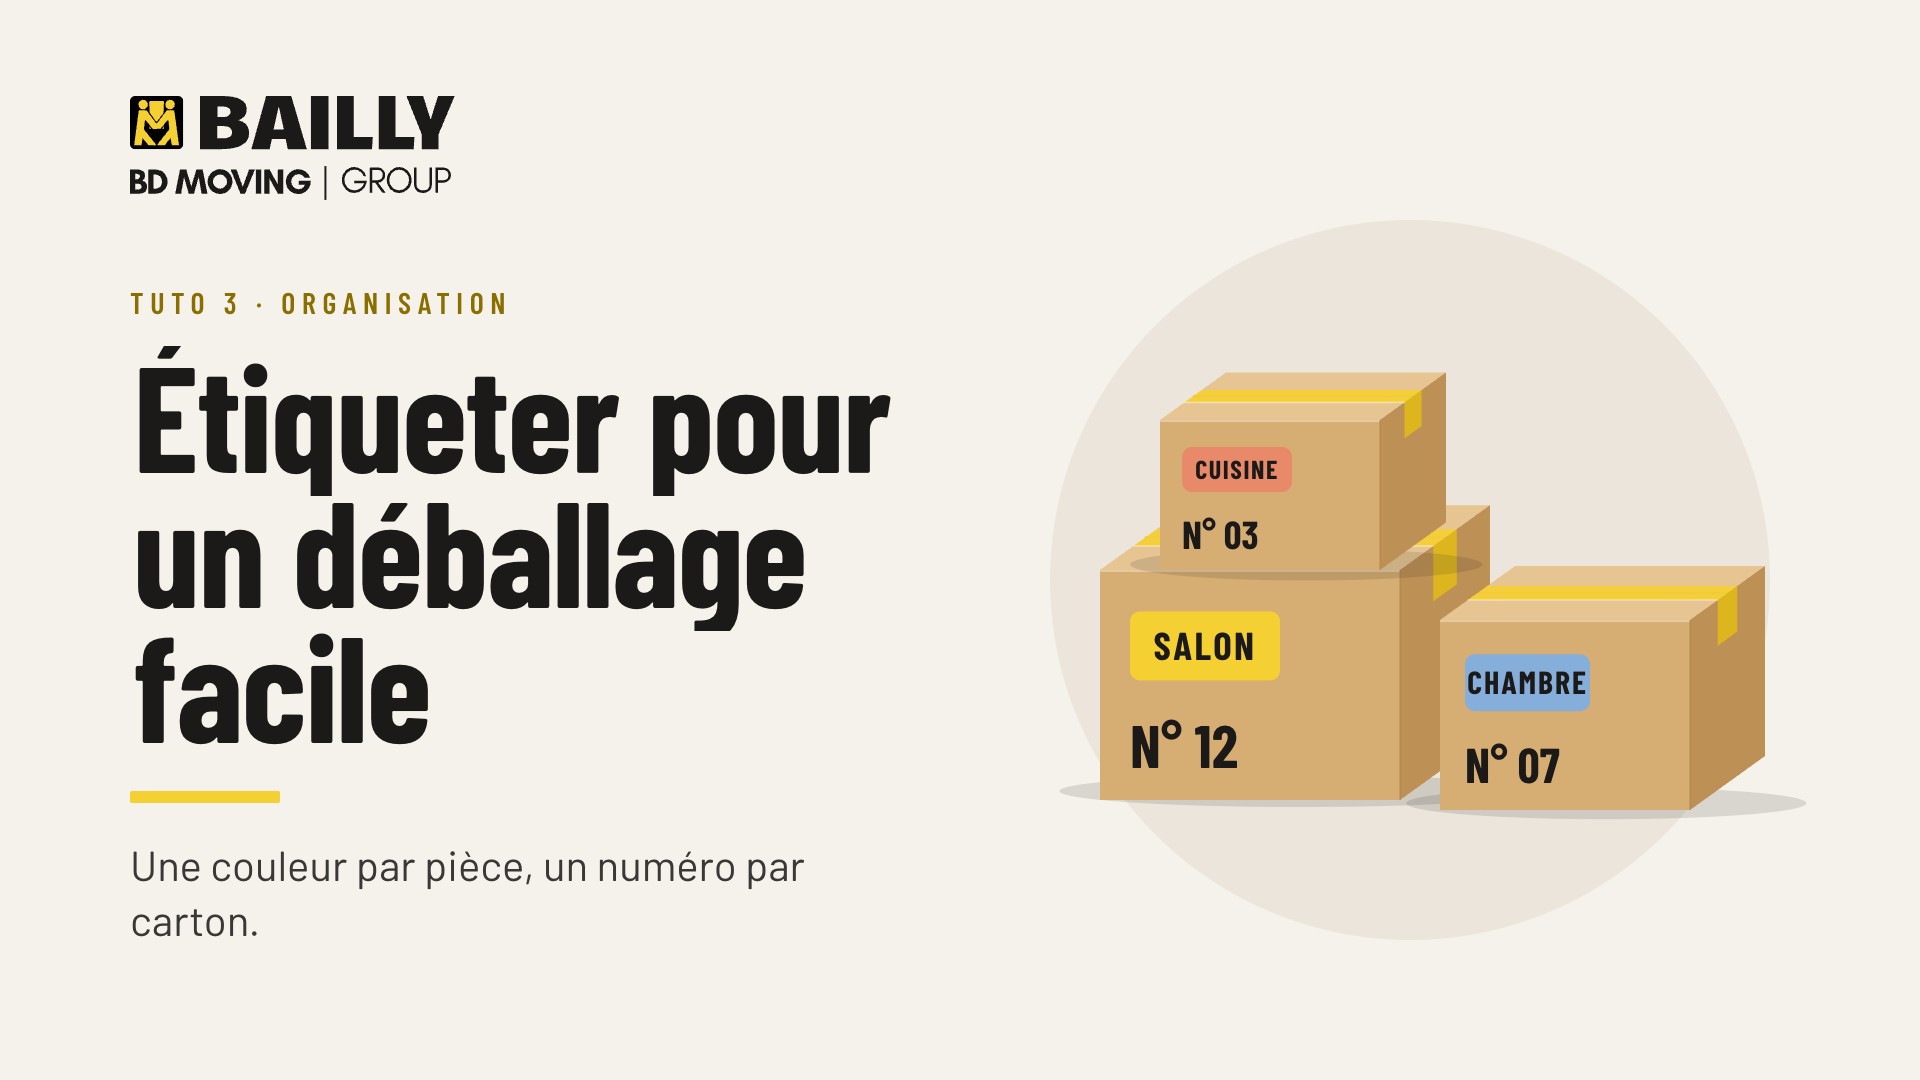 BAILLY
BD MOVING | GROUP
TUTO 3 · ORGANISATION
Étiqueter pour
un déballage
facile
Une couleur par pièce, un numéro par
carton.
CUISINE
N° 03
SALON
N° 12
CHAMBRE
N° 07